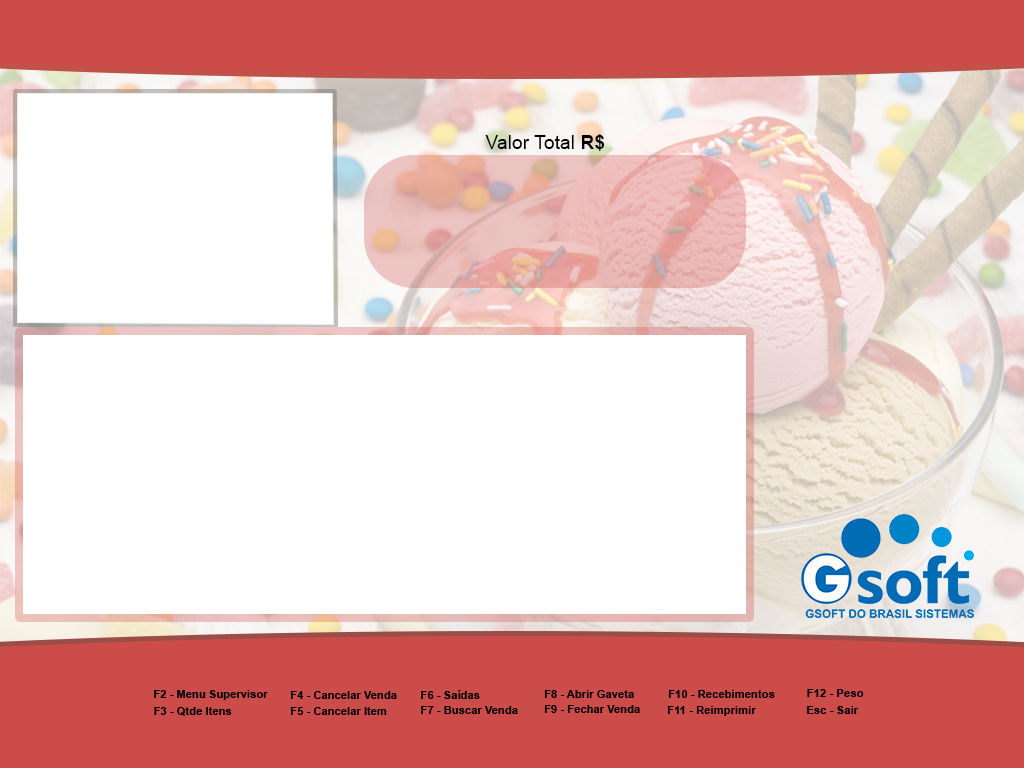 Valor Total R$
Gsoft
GSOFT DO BRASIL SISTEMAS
F2 - Menu Supervisor
F3 - Qtde Itens
F4 - Cancelar Venda
F5 - Cancelar Item
F6 - Saídas
F7 - Buscar Venda
F8 - Abrir Gaveta
F9 - Fechar Venda
F10 - Recebimentos
F11 - Reimprimir
F12 - Peso
Esc - Sair